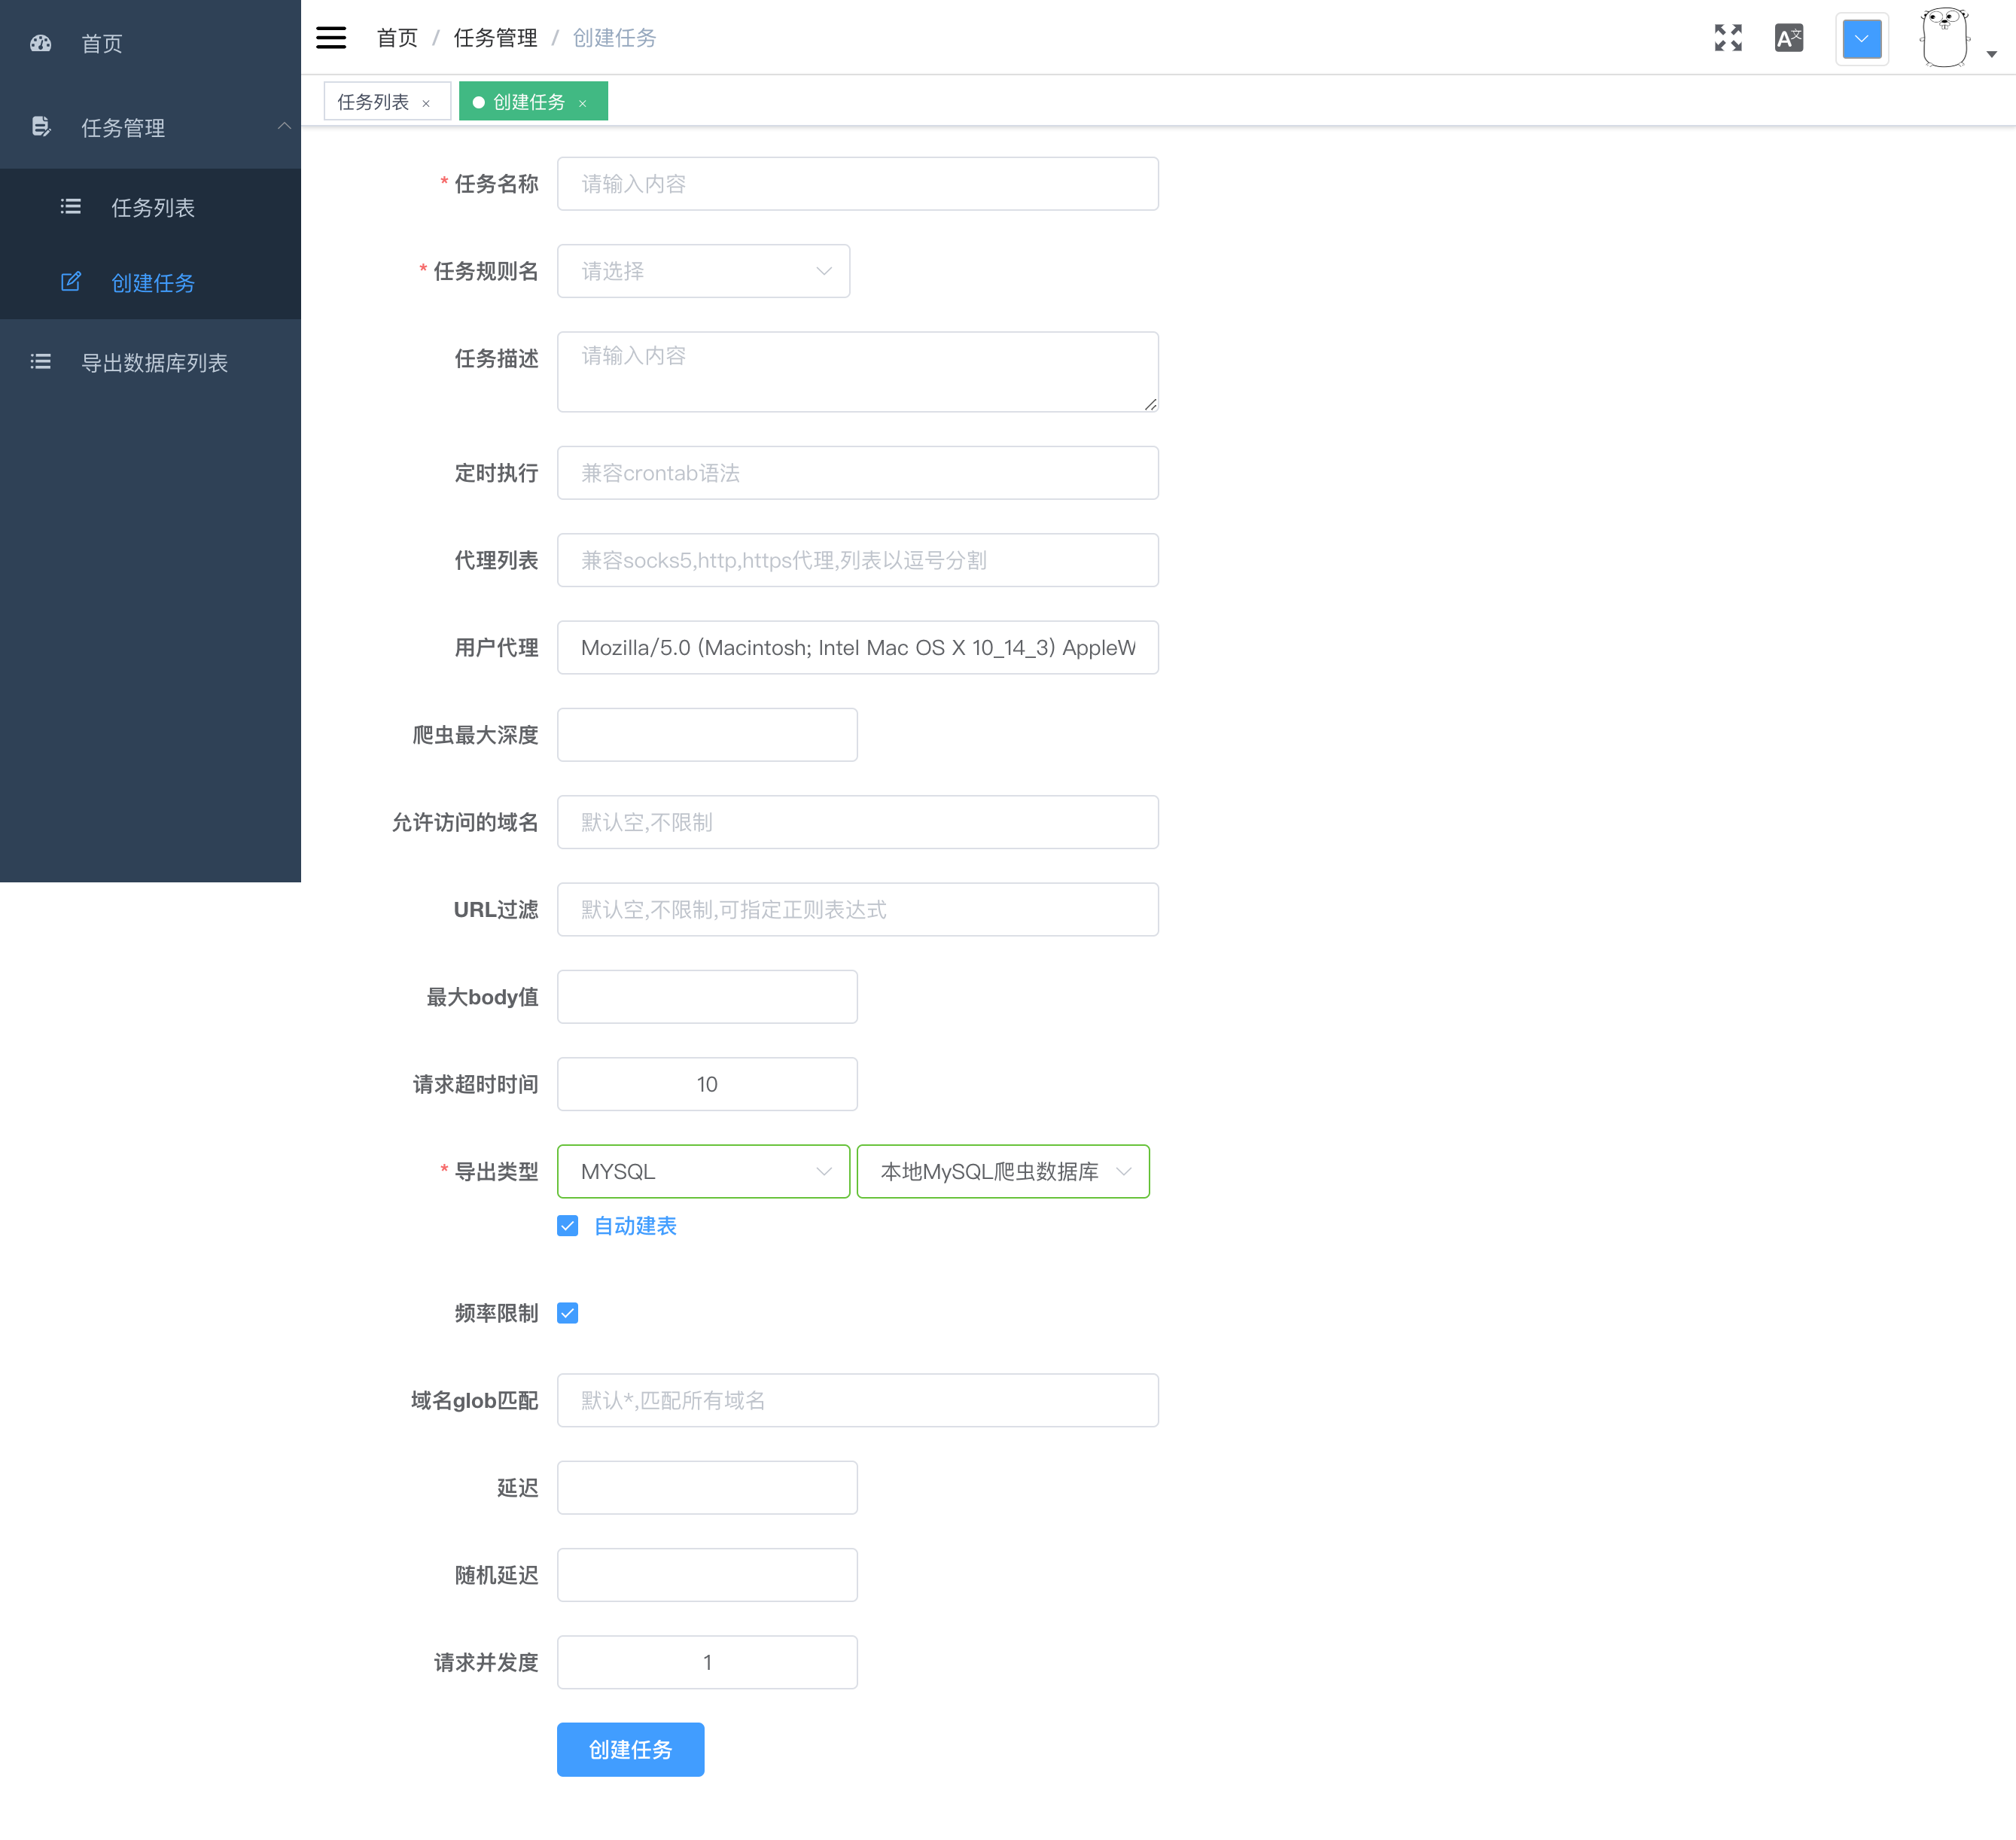 首页
任务管理
任务列表
创建任务
导出数据库列表
首页 / 任务管理 / 创建任务
任务列表 × 创建任务 ×
* 任务名称 请输入内容
* 任务规则名 请选择
任务描述 请输入内容
定时执行 兼容crontab语法
代理列表 兼容socks5,http,https代理,列表以逗号分割
用户代理 Mozilla/5.0 (Macintosh; Intel Mac OS X 10_14_3) AppleW
爬虫最大深度
允许访问的域名 默认空,不限制
URL过滤 默认空,不限制,可指定正则表达式
最大body值
请求超时时间 10
* 导出类型 MYSQL 本地MySQL爬虫数据库
自动建表
频率限制
域名glob匹配 默认*,匹配所有域名
延迟
随机延迟
请求并发度 1
创建任务